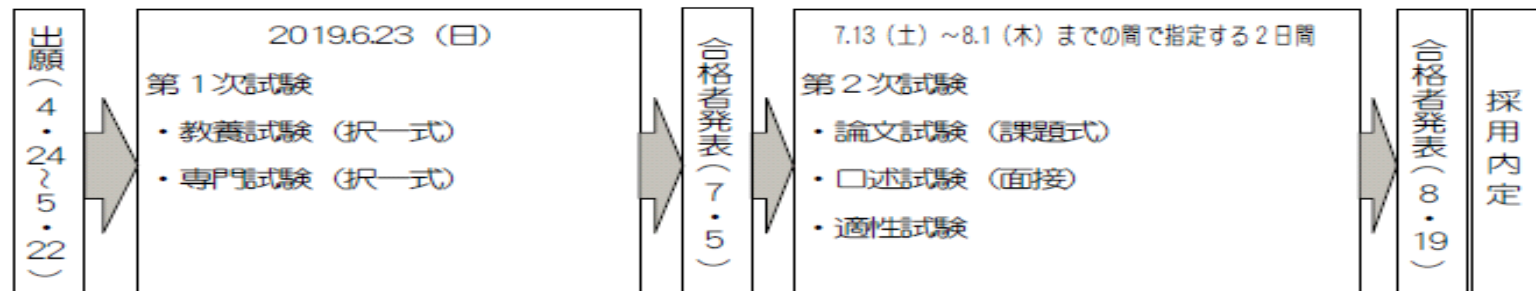 出願（4・24～5・22）
2019.6.23（日）
第１次試験
・教養試験（択一式）
・専門試験（択一式）
合格者発表（7・5）
7.13（土）～8.1（木）までの間で指定する２日間
第２次試験
・論文試験（課題式）
・口述試験（面接）
・適性試験
合格者発表（8・19）
採用内定